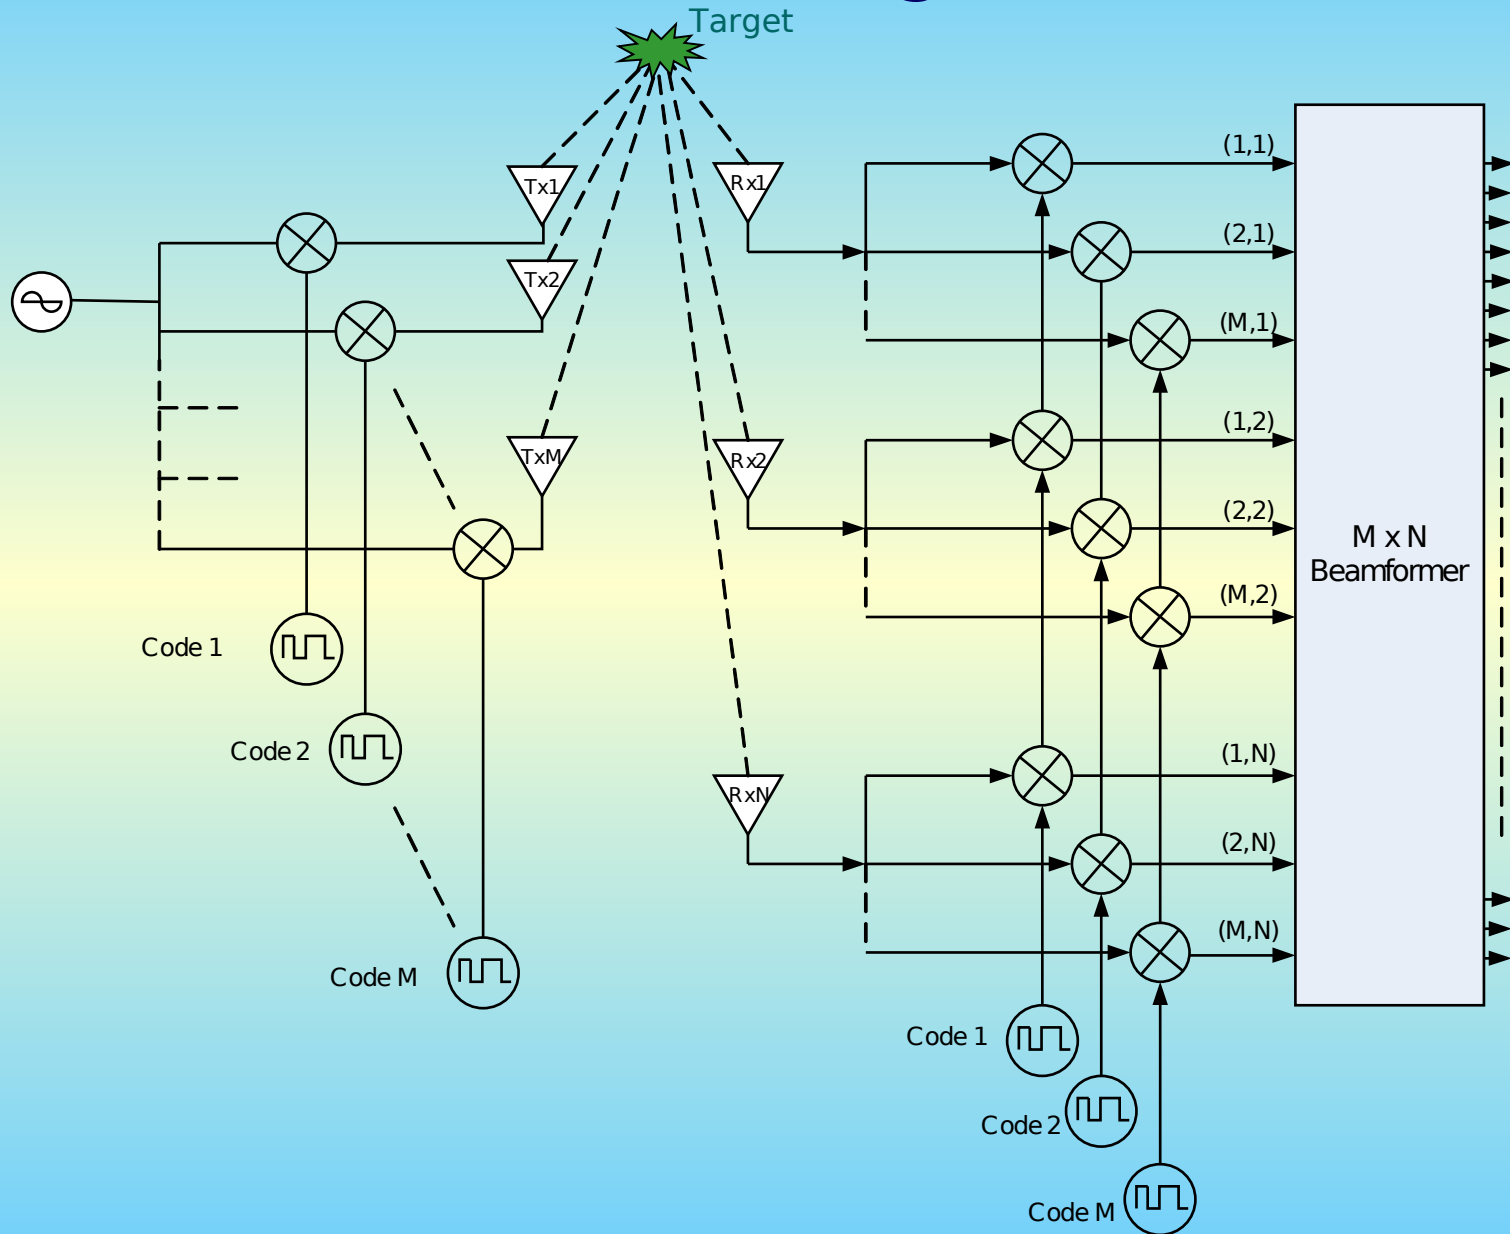 Target
Tx1
Tx2
TxM
Rx1
Rx2
RxN
Code 1
Code 2
Code M
(1,1)
(2,1)
(M,1)
(1,2)
(2,2)
(M,2)
(1,N)
(2,N)
(M,N)
M x N
Beamformer
Code 1
Code 2
Code M